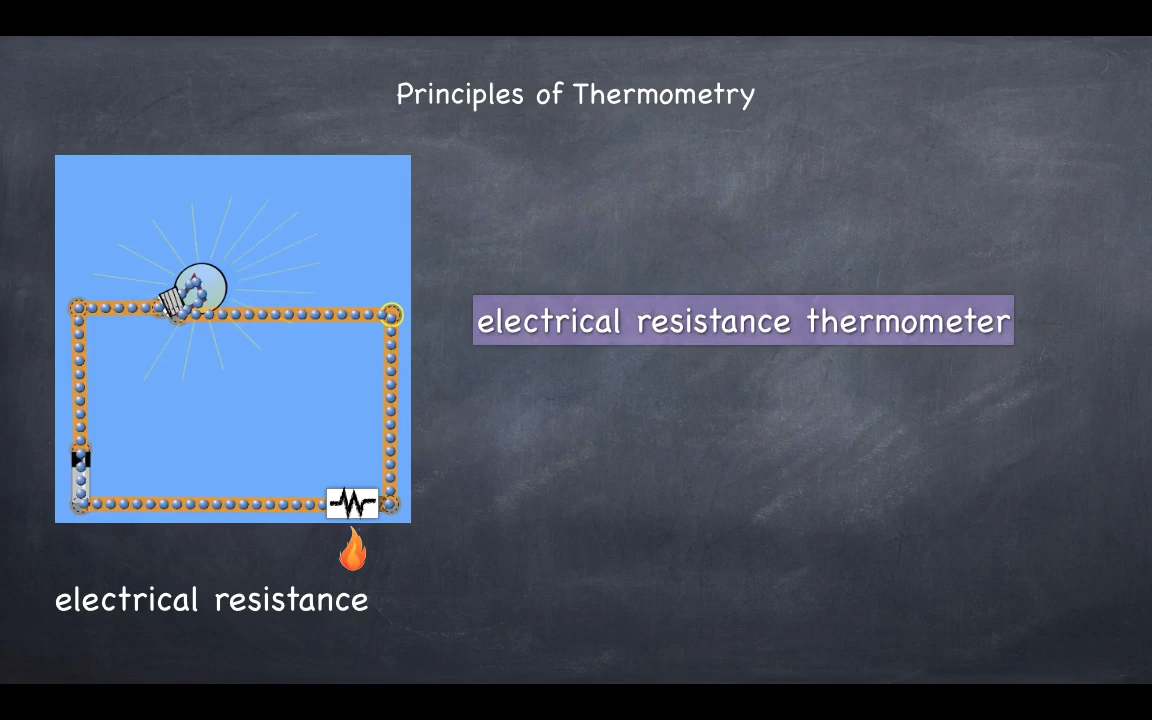 Principles of Thermometry
electrical resistance thermometer
electrical resistance